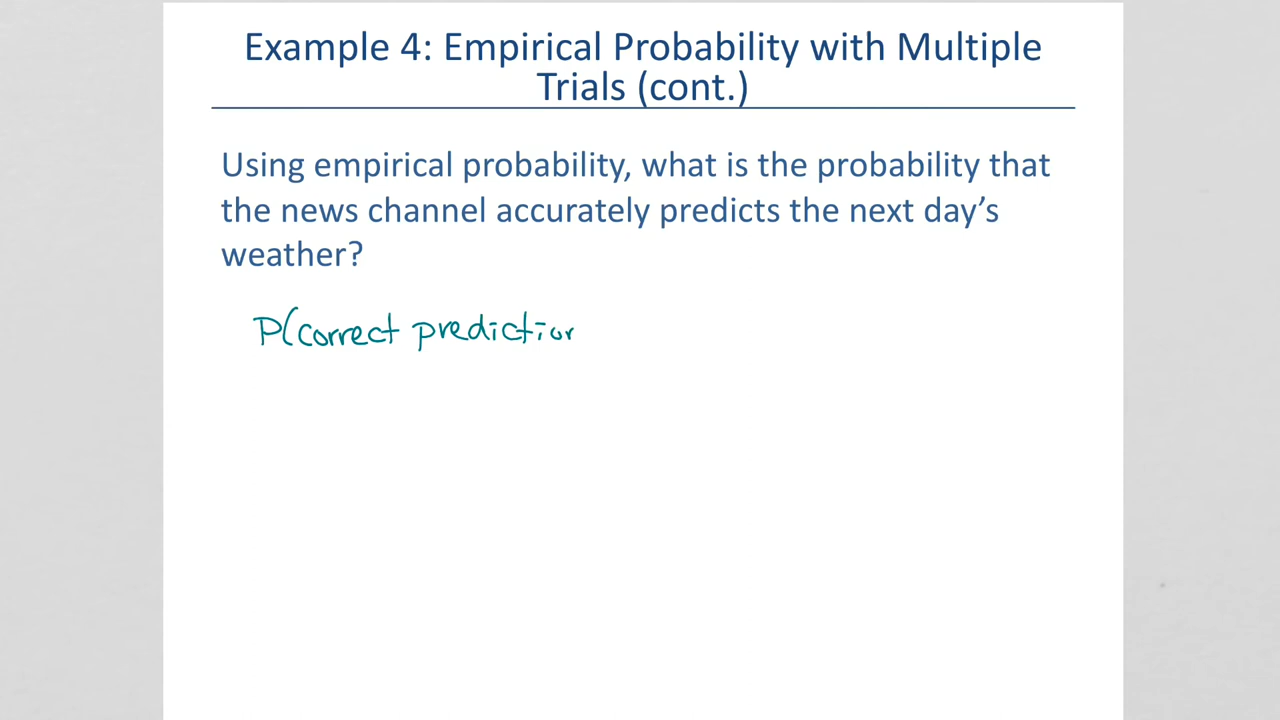 Example 4: Empirical Probability with Multiple
Trials (cont.)
Using empirical probability, what is the probability that
the news channel accurately predicts the next day’s
weather?
P(correct prediction